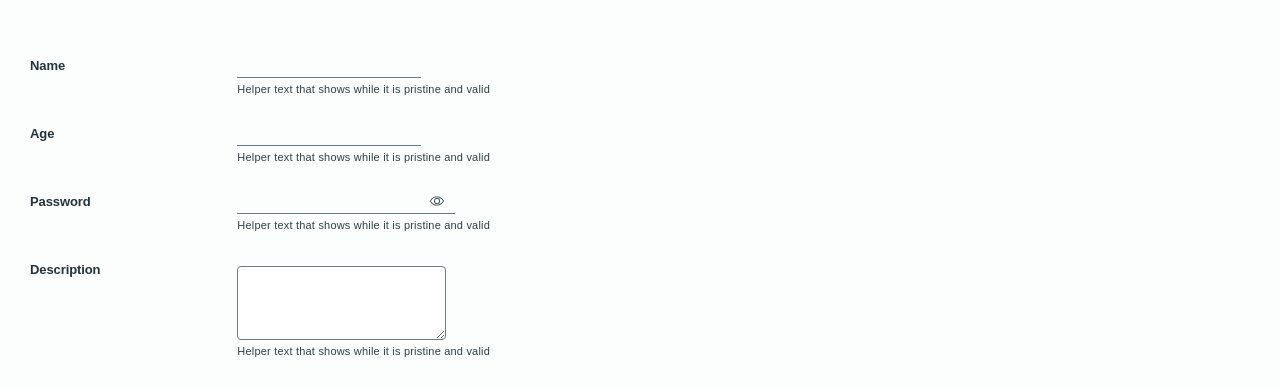 Name
Helper text that shows while it is pristine and valid
Age
Helper text that shows while it is pristine and valid
Password
Helper text that shows while it is pristine and valid
Description
Helper text that shows while it is pristine and valid